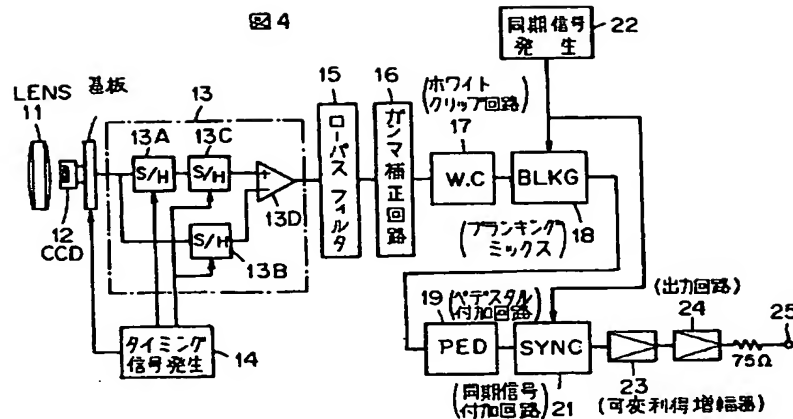 図4
同期信号
発生
22
LENS
11
基板
12
CCD
13
13A
S/H
13C
S/H
13B
S/H
+
−
13D
タイミング
信号発生
14
15
ローパスフィルタ
16
ガンマ補正回路
(ホワイト
クリップ回路)
17
W.C
BLKG
18
(ブランキング
ミックス)
19
(ペデスタル
付加回路)
PED
SYNC
(同期信号
付加回路)
21
23
(可変利得増幅器)
(出力回路)
24
75Ω
25